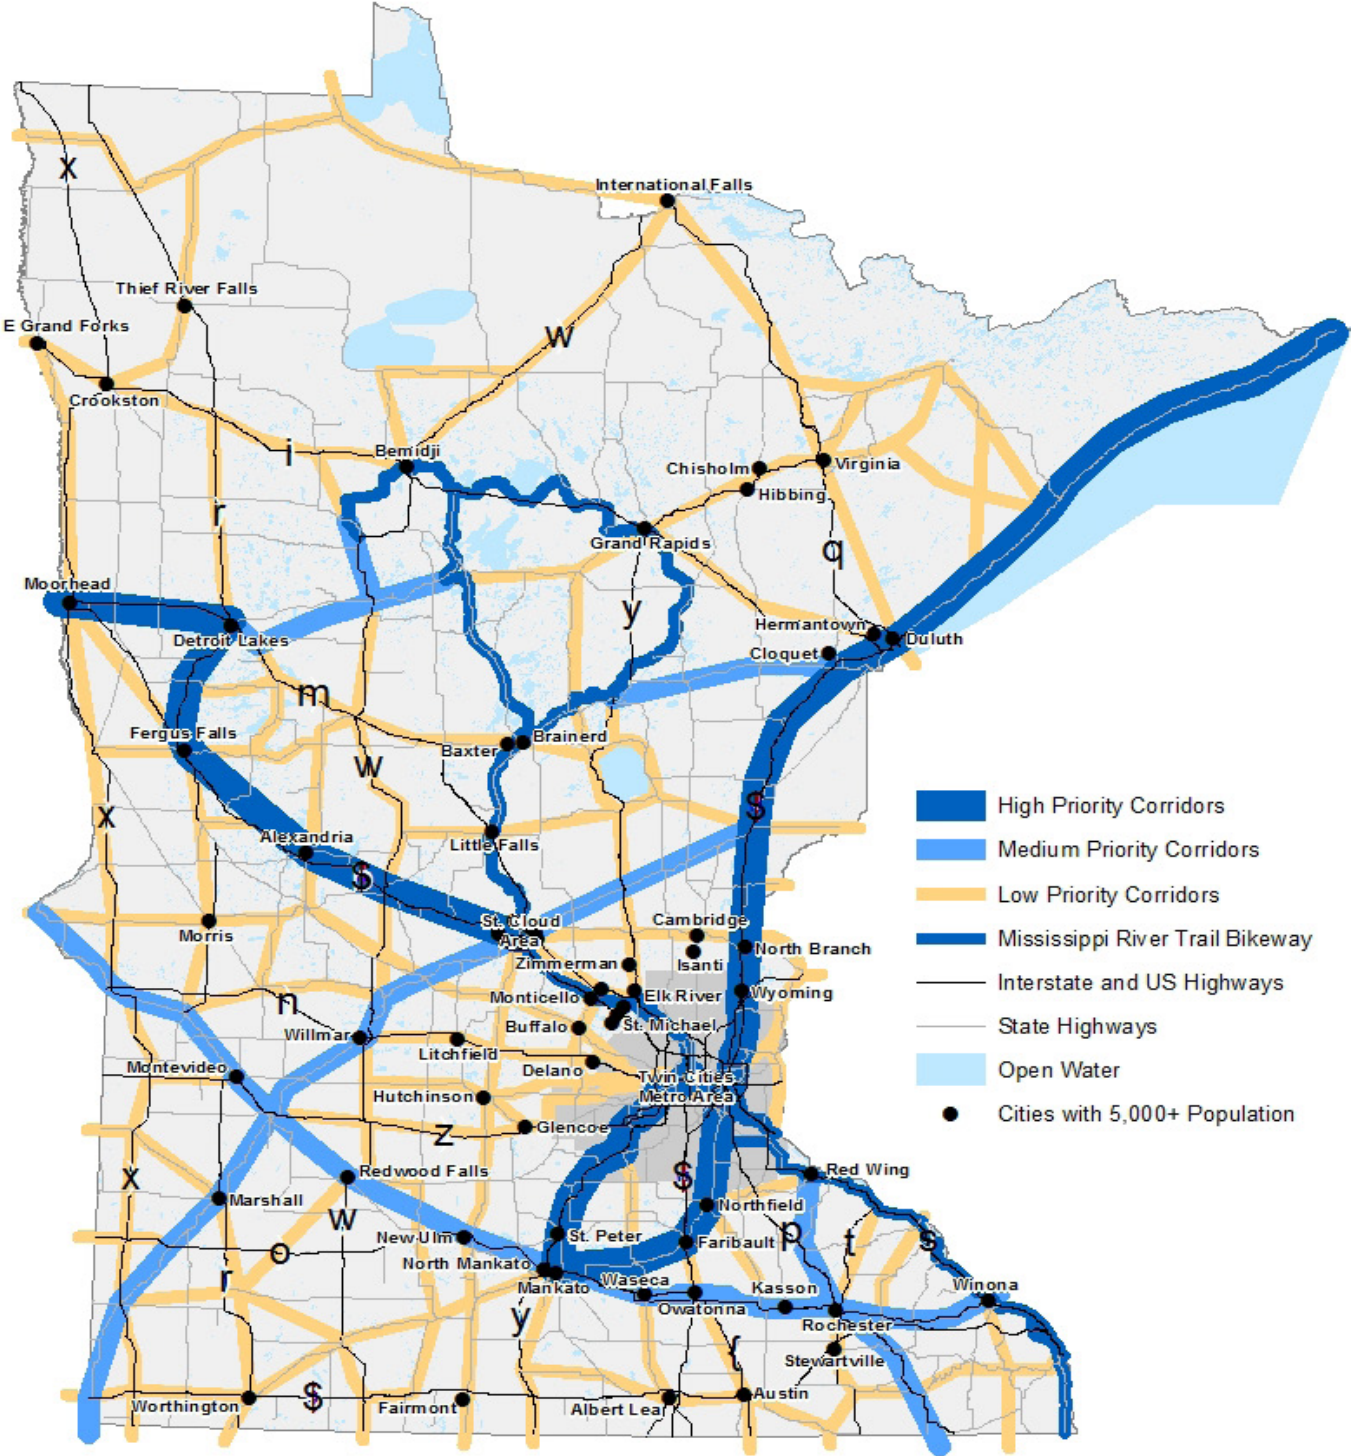 International Falls
x
Thief River Falls
E Grand Forks
w
Crookston
i
Bemidji
Chisholm
Virginia
Hibbing
r
Grand Rapids
q
Moorhead
y
Hermantown
Duluth
Detroit Lakes
Cloquet
m
Fergus Falls
Brainerd
Baxter
w
x
$
High Priority Corridors
Alexandria
Little Falls
Medium Priority Corridors
$
Low Priority Corridors
St. Cloud
Area
Cambridge
Morris
North Branch
Mississippi River Trail Bikeway
Zimmerman
Isanti
Interstate and US Highways
n
Monticello
Elk River
Wyoming
Buffalo
St. Michael
State Highways
Willmar
Litchfield
Montevideo
Delano
Twin Cities
Metro Area
Open Water
Hutchinson
Cities with 5,000+ Population
z
Glencoe
x
Redwood Falls
$
Red Wing
Marshall
Northfield
w
New Ulm
St. Peter
Faribault
p
t
s
o
North Mankato
r
Mankato
Waseca
Kasson
Winona
Owatonna
Rochester
y
{
Stewartville
$
Worthington
Fairmont
Albert Lea
Austin